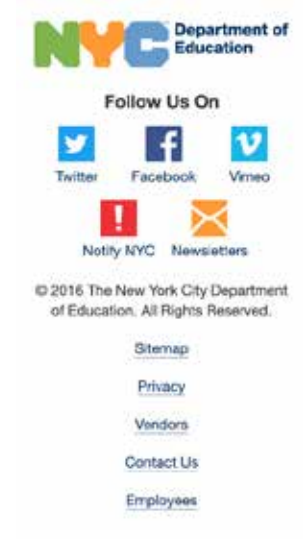 NYC Department of
Education
Follow Us On
Twitter Facebook Vimeo
Notify NYC Newsletters
© 2016 The New York City Department
of Education. All Rights Reserved.
Sitemap
Privacy
Vendors
Contact Us
Employees